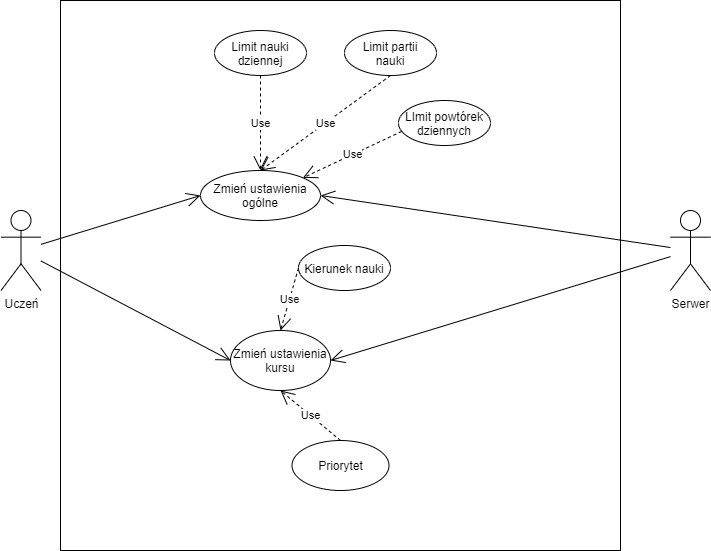 Limit nauki
dziennej
Limit partii
nauki
LImit powtórek
dziennych
Use
Use
Use
Zmień ustawienia
ogólne
Uczeń
Serwer
Kierunek nauki
Use
Zmień ustawienia
kursu
Use
Priorytet